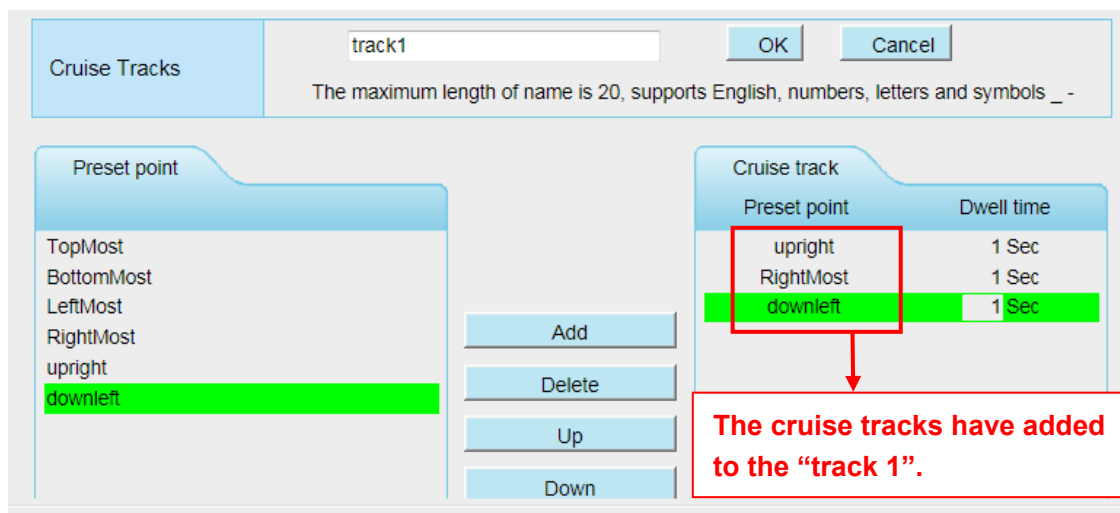 track1
OK
Cancel
Cruise Tracks
The maximum length of name is 20, supports English, numbers, letters and symbols _ -
Preset point
TopMost
BottomMost
LeftMost
RightMost
upright
downleft
Add
Delete
Up
Down
Cruise track
Preset point Dwell time
upright 1 Sec
RightMost 1 Sec
downleft 1 Sec
The cruise tracks have added
to the “track 1”.